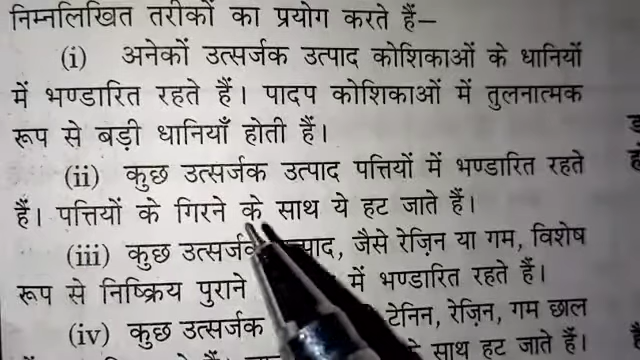 निम्नलिखित तरीकों का प्रयोग करते हैं–
(i) अनेकों उत्सर्जक उत्पाद कोशिकाओं के धानियों
में भण्डारित रहते हैं। पादप कोशिकाओं में तुलनात्मक
रूप से बड़ी धानियाँ होती हैं।
(ii) कुछ उत्सर्जक उत्पाद पत्तियों में भण्डारित रहते
हैं। पत्तियों के गिरने के साथ ये हट जाते हैं।
(iii) कुछ उत्सर्जक जैसे रेज़िन या गम, विशेष
रूप से निष्क्रिय पुराने में भण्डारित रहते हैं।
(iv) कुछ उत्सर्जक टेनिन, रेज़िन, गम छाल
साथ हट जाते हैं।